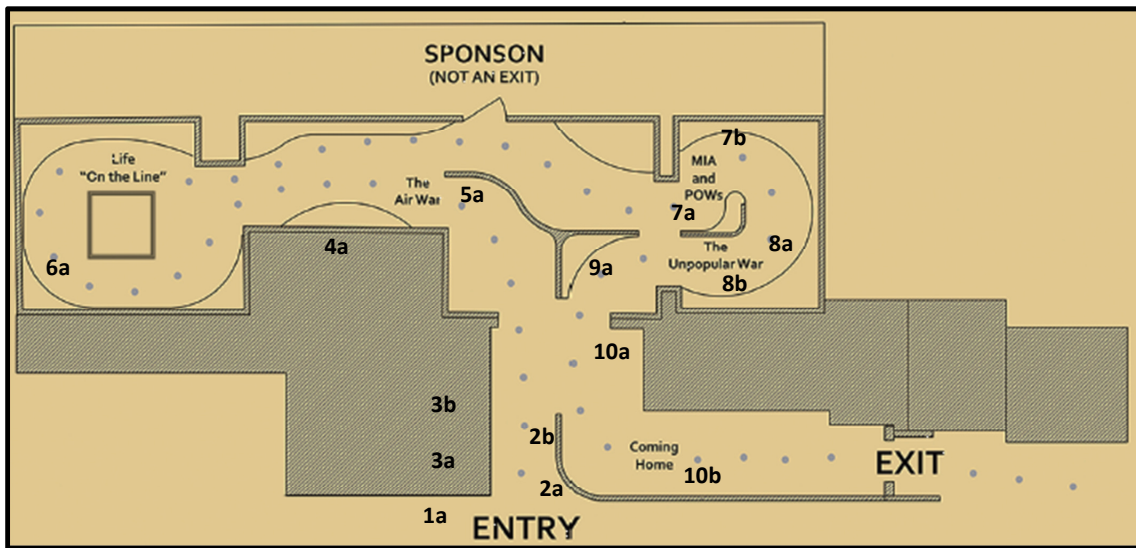 SPONSON
(NOT AN EXIT)
7b
Life
"On the Line"
MIA
and
POWs
The
Air War
5a
7a
4a
6a
9a
The
Unpopular War
8a
8b
10a
3b
2b
3a
Coming
Home
EXIT
10b
2a
1a
ENTRY